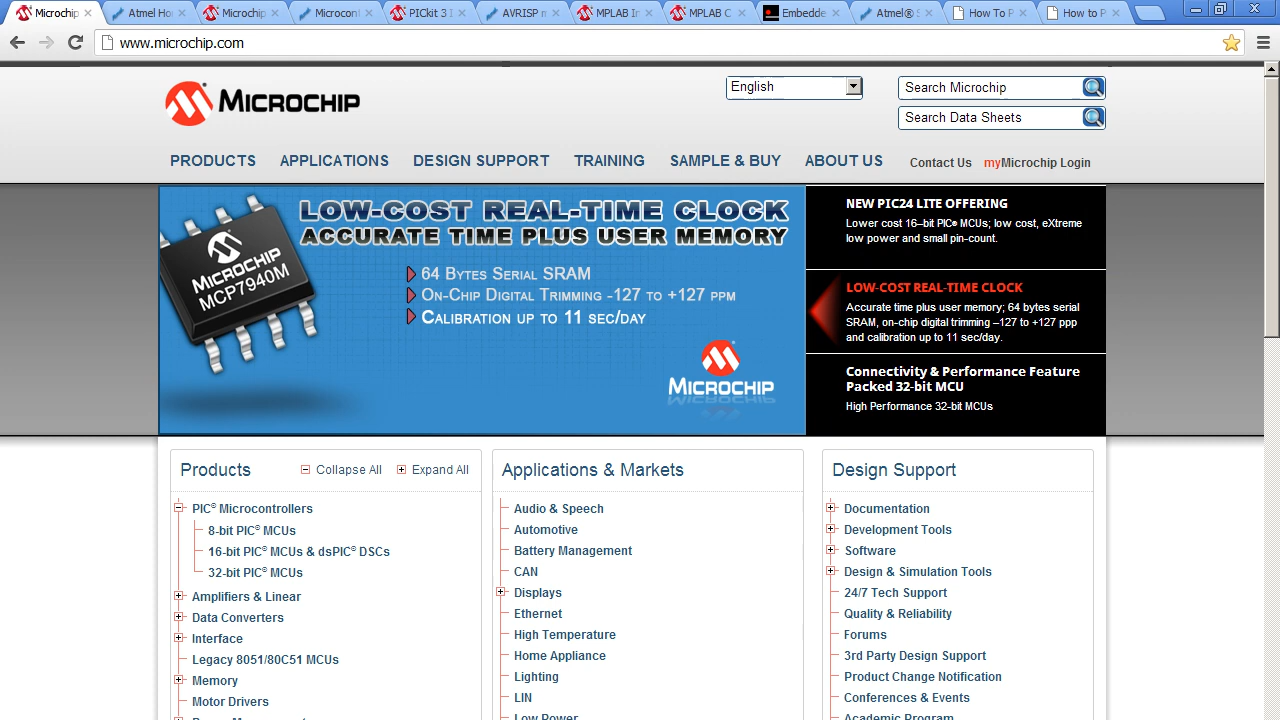 Microchip
Atmel Ho
Microchip
Microcont
PICkit 3 I
AVRISP m
MPLAB In
MPLAB C
Embedde
Atmel® S
How To P
How to P
www.microchip.com
MICROCHIP
English
Search Microchip
Search Data Sheets
PRODUCTS APPLICATIONS DESIGN SUPPORT TRAINING SAMPLE & BUY ABOUT US Contact Us myMicrochip Login
MICROCHIP
MCP7940M
LOW-COST REAL-TIME CLOCK
ACCURATE TIME PLUS USER MEMORY
64 BYTES SERIAL SRAM
ON-CHIP DIGITAL TRIMMING -127 TO +127 PPM
CALIBRATION UP TO 11 SEC/DAY
MICROCHIP
NEW PIC24 LITE OFFERING
Lower cost 16–bit PIC® MCUs; low cost, eXtreme
low power and small pin-count.
LOW-COST REAL-TIME CLOCK
Accurate time plus user memory; 64 bytes serial
SRAM, on-chip digital trimming –127 to +127 ppp
and calibration up to 11 sec/day.
Connectivity & Performance Feature
Packed 32-bit MCU
High Performance 32-bit MCUs
Products Collapse All Expand All
PIC® Microcontrollers
8-bit PIC® MCUs
16-bit PIC® MCUs & dsPIC® DSCs
32-bit PIC® MCUs
Amplifiers & Linear
Data Converters
Interface
Legacy 8051/80C51 MCUs
Memory
Motor Drivers
Applications & Markets
Audio & Speech
Automotive
Battery Management
CAN
Displays
Ethernet
High Temperature
Home Appliance
Lighting
LIN
Low Power
Design Support
Documentation
Development Tools
Software
Design & Simulation Tools
24/7 Tech Support
Quality & Reliability
Forums
3rd Party Design Support
Product Change Notification
Conferences & Events
Academic Program